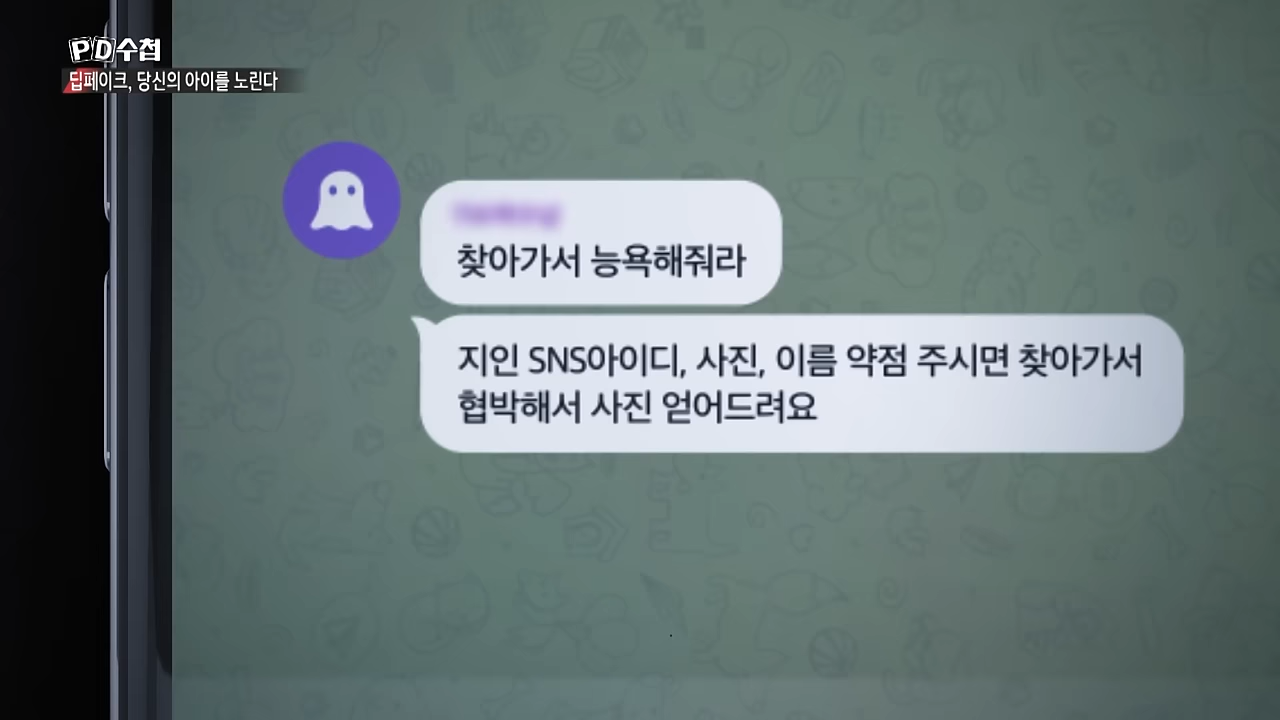 PD수첩
딥페이크, 당신의 아이를 노린다
찾아가서 능욕해줘라
지인 SNS아이디, 사진, 이름 약점 주시면 찾아가서
협박해서 사진 얻어드려요